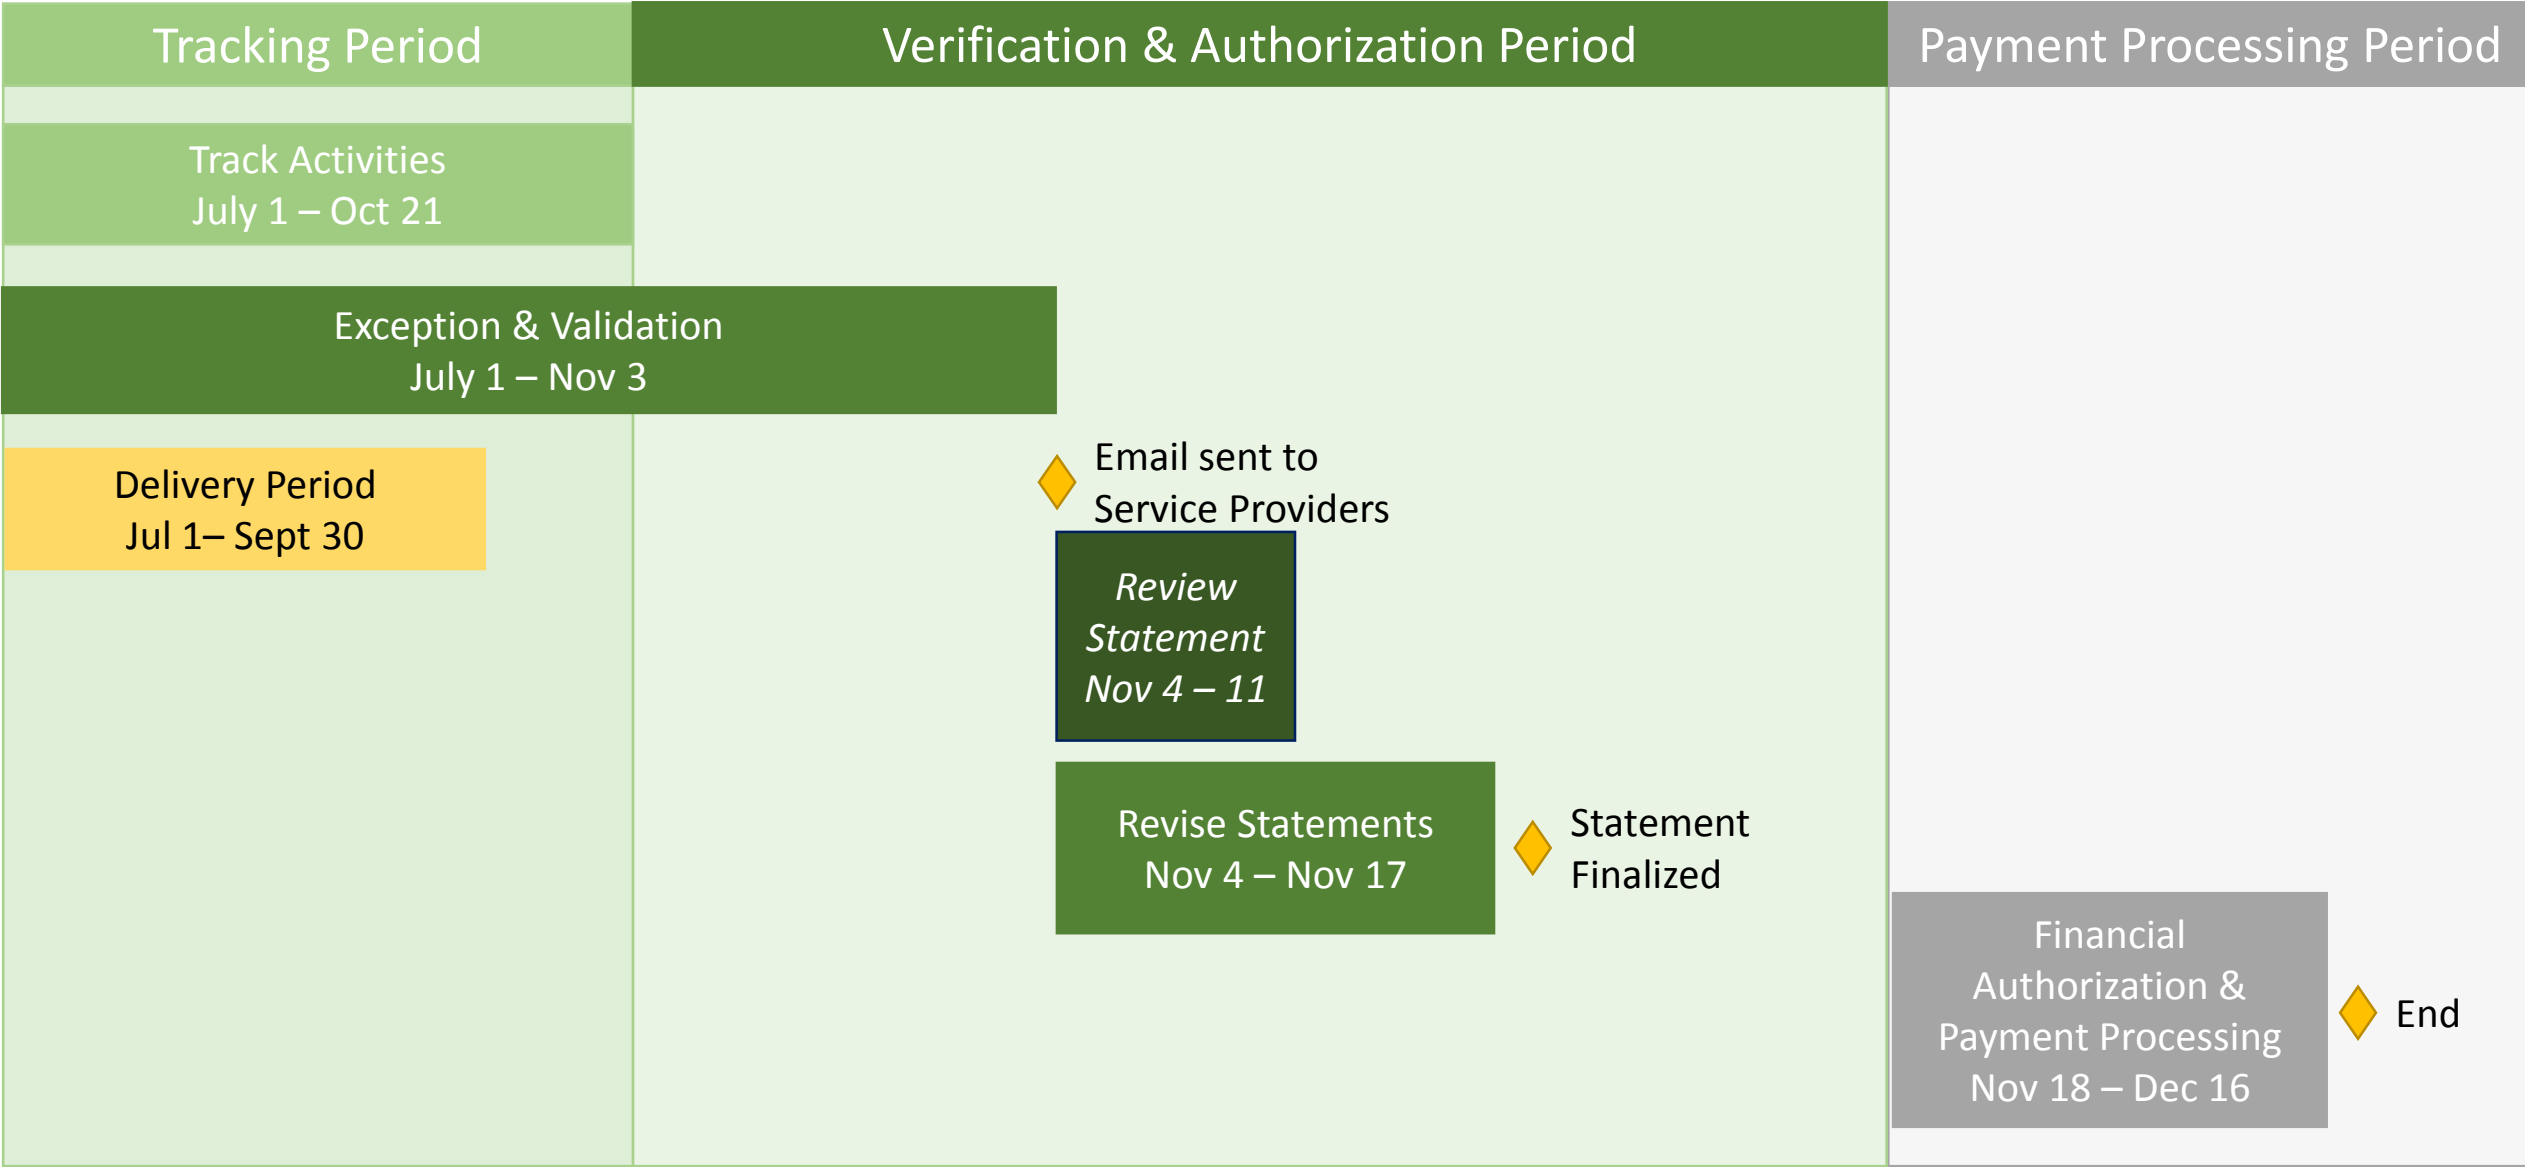 Tracking Period
Verification & Authorization Period
Payment Processing Period
Track Activities
July 1 – Oct 21
Exception & Validation
July 1 – Nov 3
Delivery Period
Jul 1– Sept 30
Email sent to
Service Providers
Review
Statement
Nov 4 – 11
Revise Statements
Nov 4 – Nov 17
Statement
Finalized
Financial
Authorization &
Payment Processing
Nov 18 – Dec 16
End